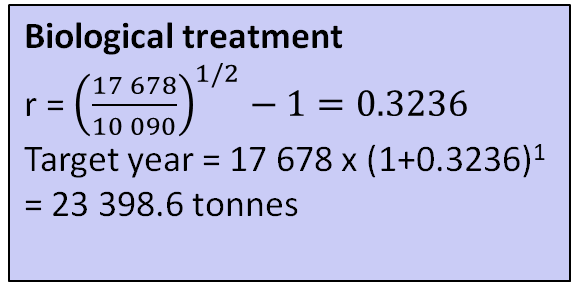 Biological treatment
r = (17 678/10 090)^1/2 − 1 = 0.3236
Target year = 17 678 x (1+0.3236)^1
= 23 398.6 tonnes